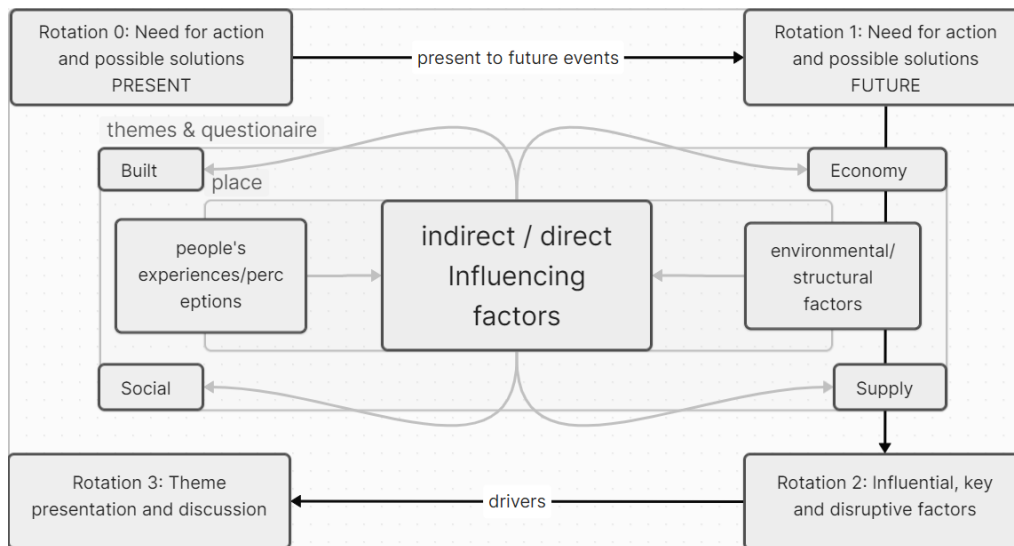 Rotation 0: Need for action
and possible solutions
PRESENT
present to future events
Rotation 1: Need for action
and possible solutions
FUTURE
themes & questionaire
Built
Economy
place
people's
experiences/perc
eptions
indirect / direct
Influencing
factors
environmental/
structural
factors
Social
Supply
Rotation 3: Theme
presentation and discussion
drivers
Rotation 2: Influential, key
and disruptive factors